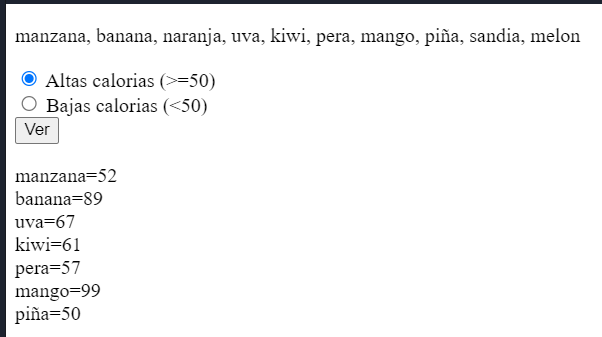 manzana, banana, naranja, uva, kiwi, pera, mango, piña, sandia, melon
Altas calorias (>=50)
Bajas calorias (<50)
Ver
manzana=52
banana=89
uva=67
kiwi=61
pera=57
mango=99
piña=50